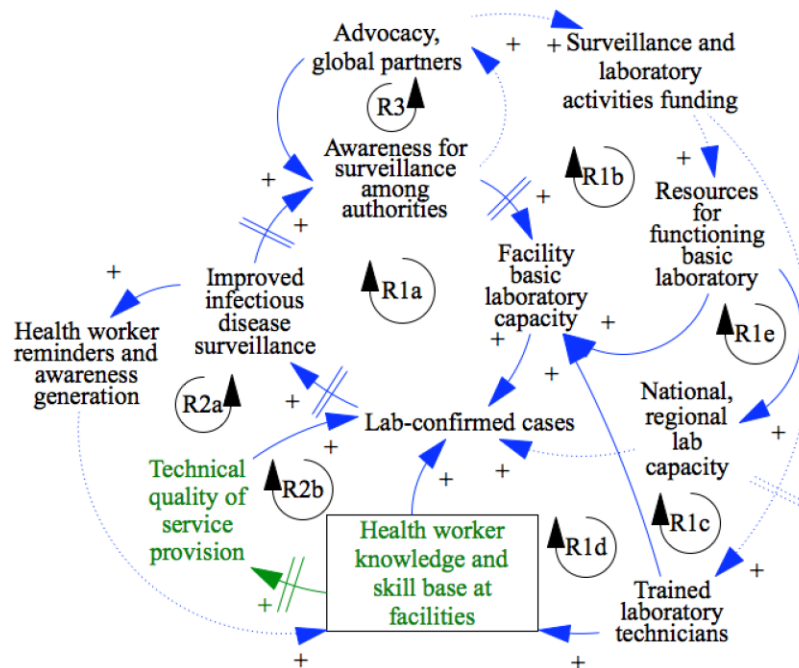 Advocacy,
global partners
+
+
Surveillance and
laboratory
activities funding
R3
Awareness for
surveillance
among
authorities
+
+
+
R1b
+
Resources
for
functioning
basic
laboratory
Facility
basic
laboratory
capacity
R1a
+
Improved
infectious
disease
surveillance
Health worker
reminders and
awareness
generation
+
+
+
R1e
R2a
+
Lab-confirmed cases
National,
regional
lab
capacity
+
+
+
+
Technical
quality of
service
provision
R2b
R1c
Health worker
knowledge and
skill base at
facilities
R1d
+
Trained
laboratory
technicians
+
+
+